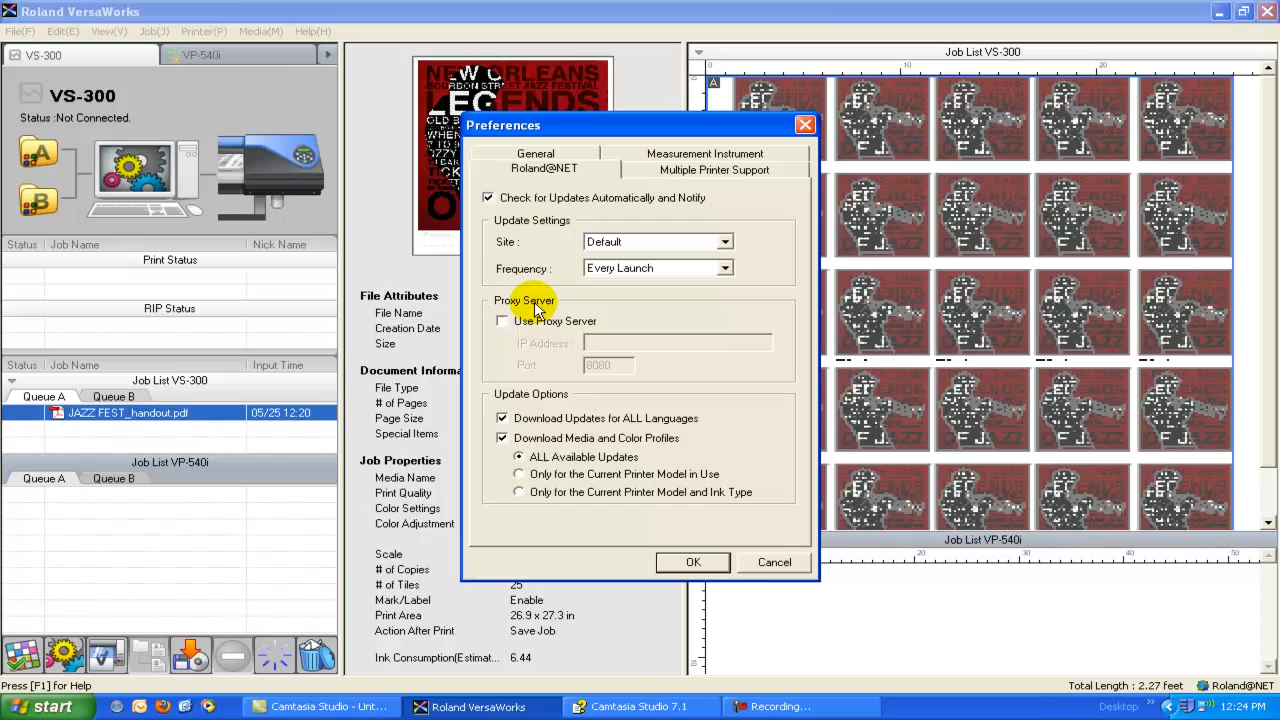 Roland VersaWorks
File(F) Edit(E) View(V) Job(J) Printer(P) Media(M) Help(H)
VS-300
VP-540i
VS-300
Status :Not Connected.
A
B
Status Job Name Nick Name
Print Status
RIP Status
Status Job Name Input Time
Job List VS-300
Queue A Queue B
JAZZ FEST_handout.pdf 05/25 12:20
Job List VP-540i
Queue A Queue B
Press [F1] for Help
NEW ORLEANS
LEGENDS
File Attributes
File Name
Creation Date
Size
Document Informa
File Type
# of Pages
Page Size
Special Items
Job Properties
Media Name
Print Quality
Color Settings
Color Adjustment
Scale
# of Copies
# of Tiles 25
Mark/Label Enable
Print Area 26.9 x 27.3 in
Action After Print Save Job
Ink Consumption(Estimat... 6.44
Preferences
General
Measurement Instrument
Roland@NET
Multiple Printer Support
Check for Updates Automatically and Notify
Update Settings
Site : Default
Frequency : Every Launch
Proxy Server
Use Proxy Server
IP Address :
Port : 8080
Update Options
Download Updates for ALL Languages
Download Media and Color Profiles
ALL Available Updates
Only for the Current Printer Model in Use
Only for the Current Printer Model and Ink Type
OK
Cancel
Job List VS-300
0 10 20
A
Job List VP-540i
20 30 40 50
Total Length : 2.27 feet
Roland@NET
start
Camtasia Studio - Unt...
Roland VersaWorks
Camtasia Studio 7.1
Recording...
Desktop
12:24 PM